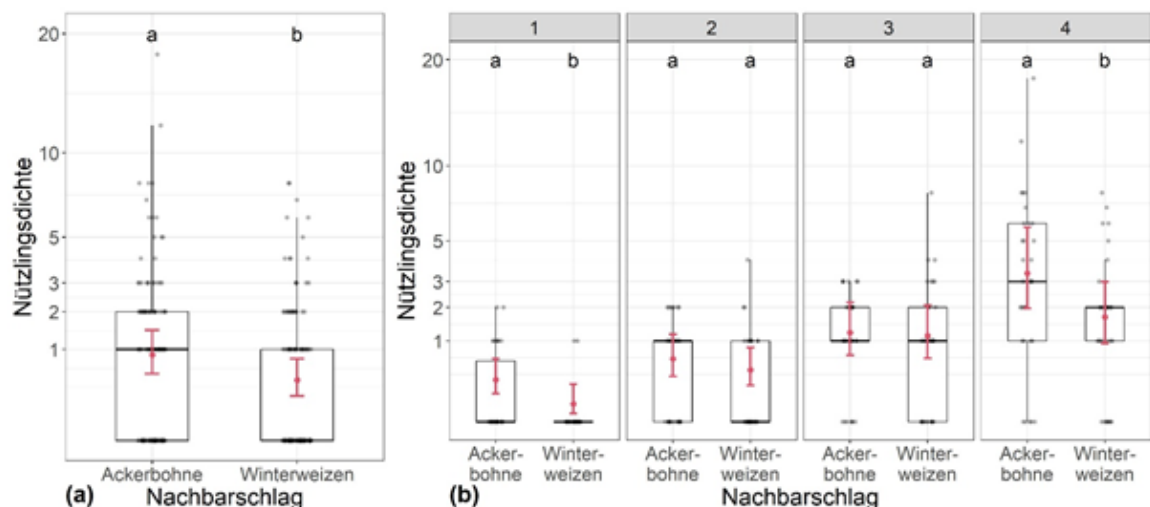 20
10
5
3
2
1
Nützlingsdichte
a
b
Ackerbohne
Winterweizen
(a)
Nachbarschlag
1
2
3
4
20
10
5
3
2
1
Nützlingsdichte
a
b
a
a
a
a
a
b
Acker-
bohne
Winter-
weizen
Acker-
bohne
Winter-
weizen
Acker-
bohne
Winter-
weizen
Acker-
bohne
Winter-
weizen
(b)
Nachbarschlag